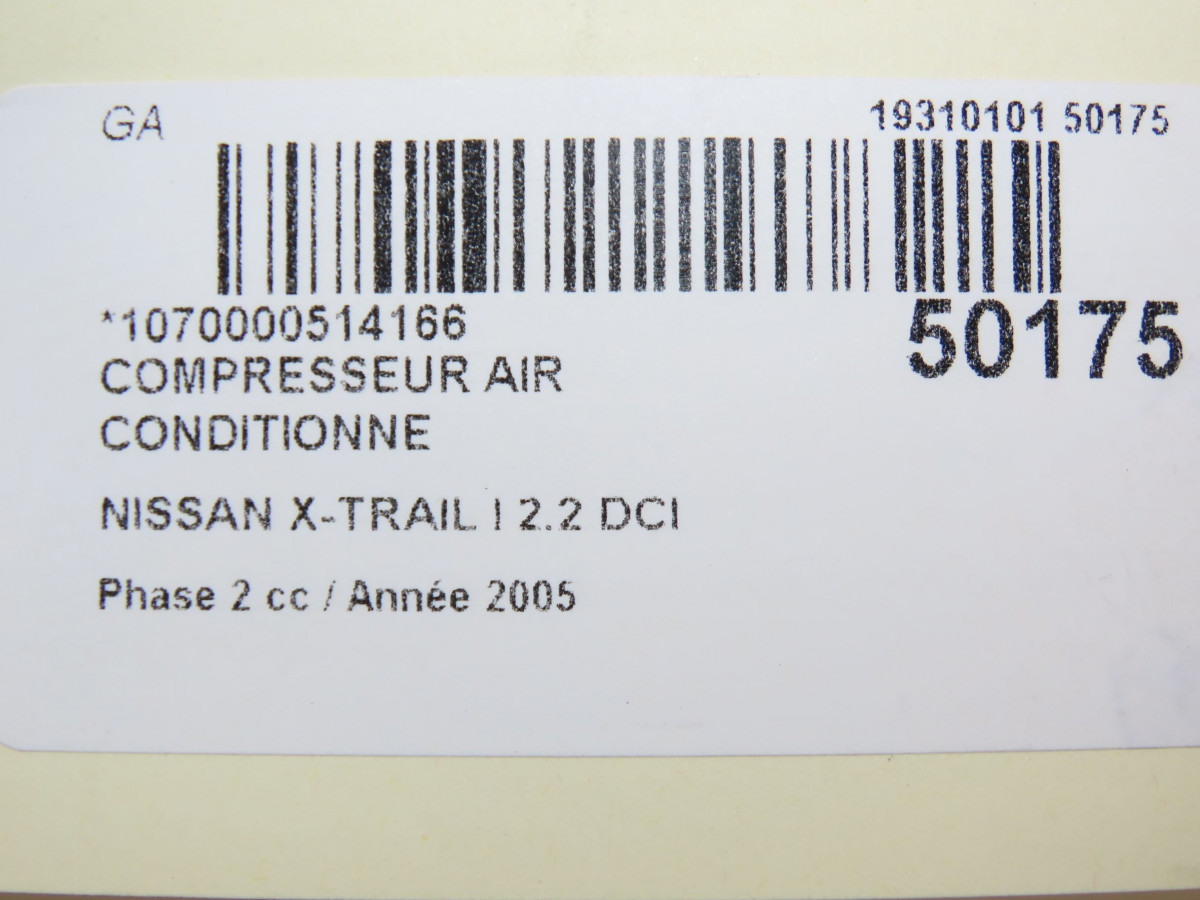 GA
19310101 50175
*1070000514166
50175
COMPRESSEUR AIR
CONDITIONNE
NISSAN X-TRAIL I 2.2 DCI
Phase 2 cc / Année 2005